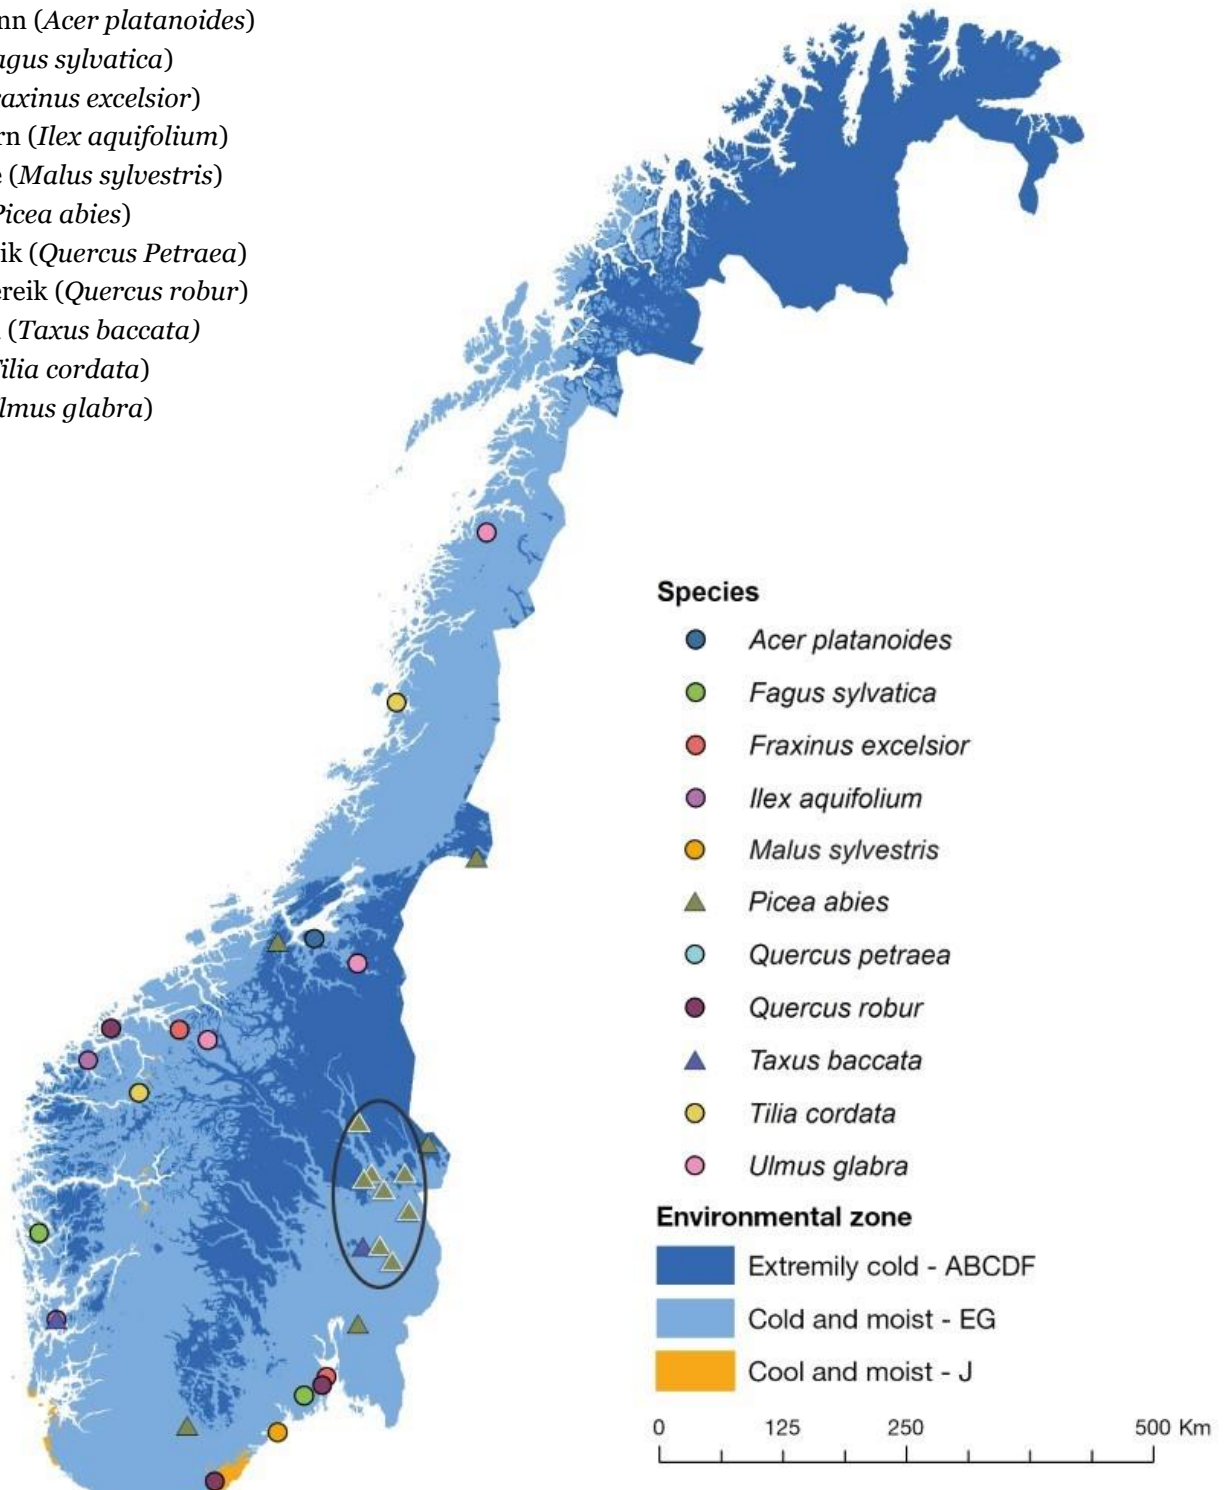 nn (Acer platanoides)
agus sylvatica)
raxinus excelsior)
rn (Ilex aquifolium)
e (Malus sylvestris)
Picea abies)
ik (Quercus Petraea)
ereik (Quercus robur)
(Taxus baccata)
Tilia cordata)
lmus glabra)
Species
Acer platanoides
Fagus sylvatica
Fraxinus excelsior
Ilex aquifolium
Malus sylvestris
Picea abies
Quercus petraea
Quercus robur
Taxus baccata
Tilia cordata
Ulmus glabra
Environmental zone
Extremily cold - ABCDF
Cold and moist - EG
Cool and moist - J
0 125 250 500 Km